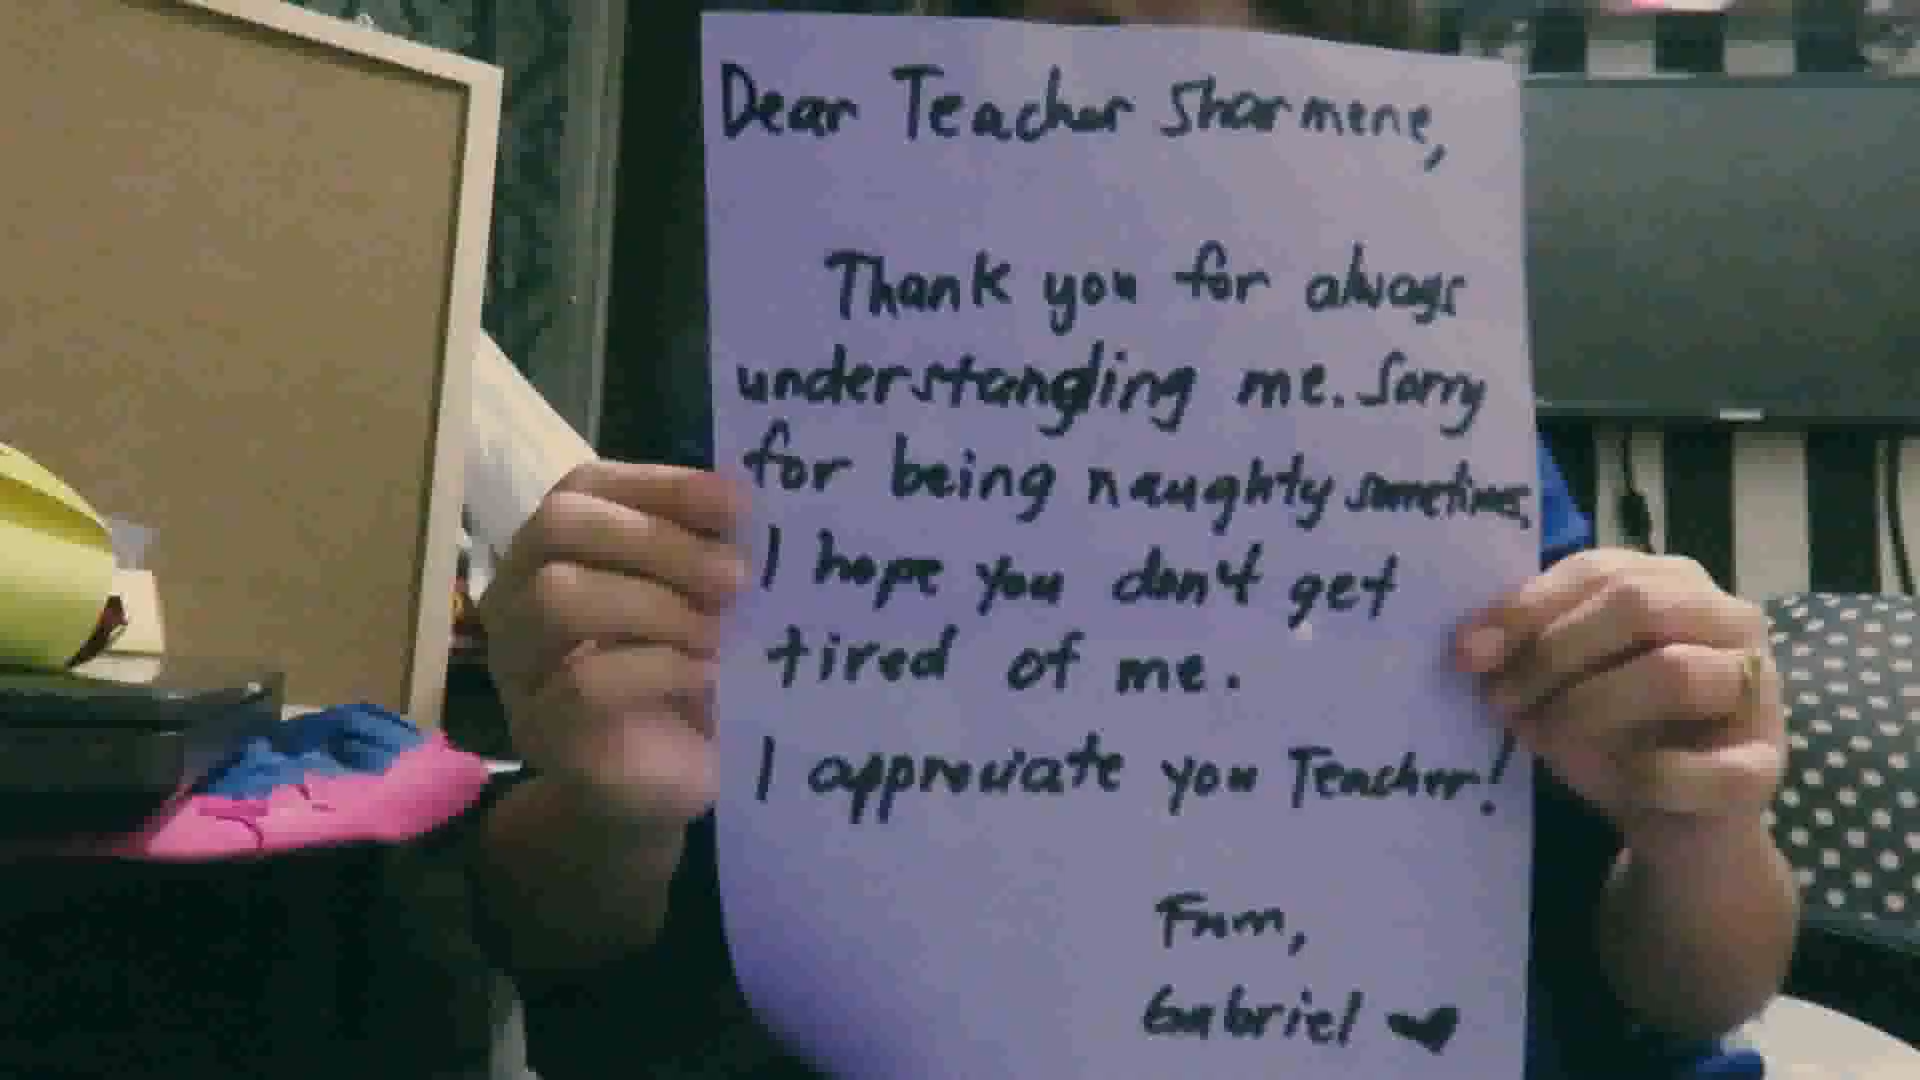 Dear Teacher Sharmene,
Thank you for always
understanding me. Sorry
for being naughty sometimes.
I hope you don't get
tired of me.
I appreciate you Teacher!
From,
Gabriel